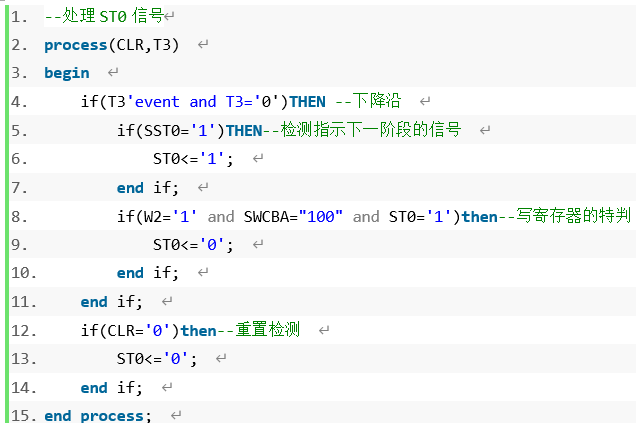 1. --处理 ST0 信号↵
2. process(CLR,T3) ↵
3. begin ↵
4. if(T3'event and T3='0')THEN --下降沿 ↵
5. if(SST0='1')THEN--检测指示下一阶段的信号 ↵
6. ST0<='1'; ↵
7. end if; ↵
8. if(W2='1' and SWCBA="100" and ST0='1')then--写寄存器的特判
9. ST0<='0'; ↵
10. end if; ↵
11. end if; ↵
12. if(CLR='0')then--重置检测 ↵
13. ST0<='0'; ↵
14. end if; ↵
15. end process; ↵